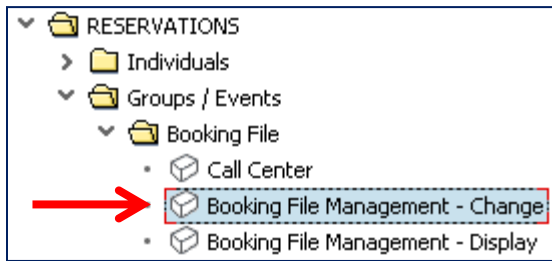 RESERVATIONS
Individuals
Groups / Events
Booking File
Call Center
Booking File Management - Change
Booking File Management - Display